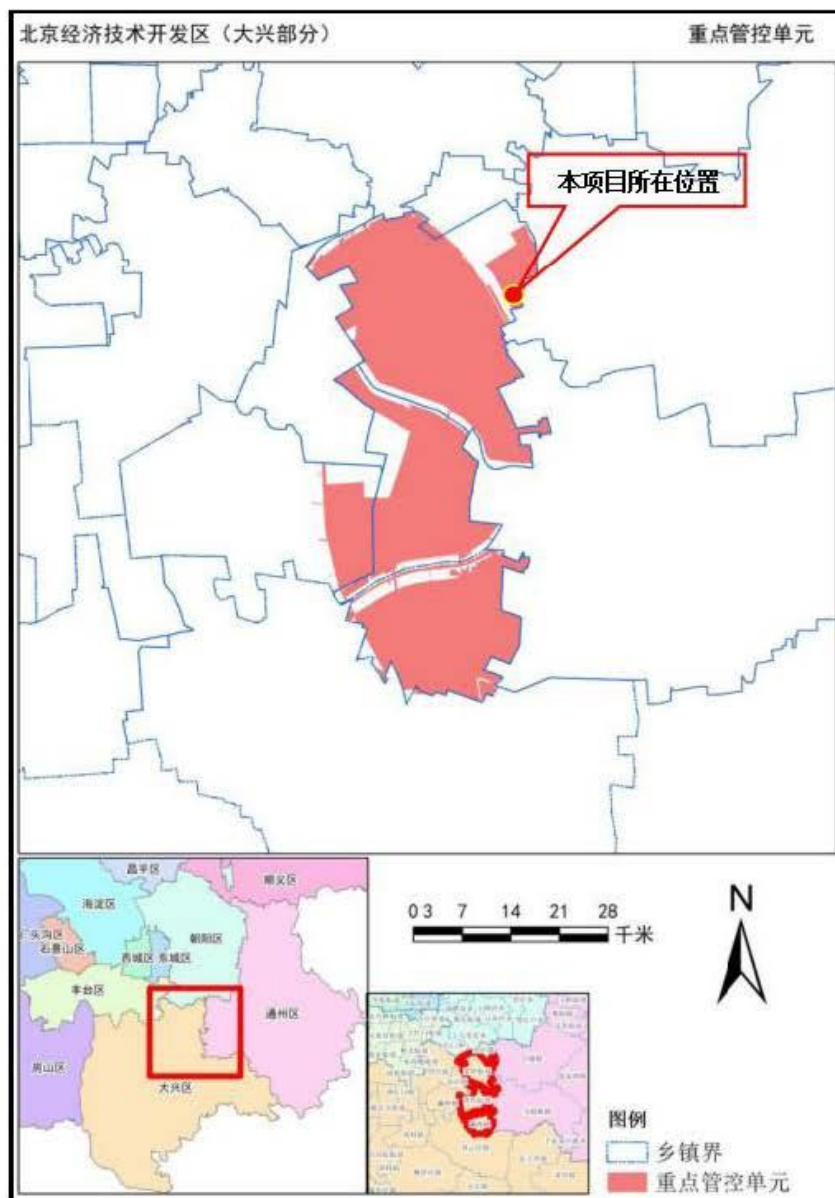 北京经济技术开发区（大兴部分）
重点管控单元
本项目所在位置
昌平区
顺义区
海淀区
门头沟区
石景山区
朝阳区
西城区
东城区
丰台区
通州区
房山区
大兴区
0 3 7 14 21 28
千米
N
图例
乡镇界
重点管控单元